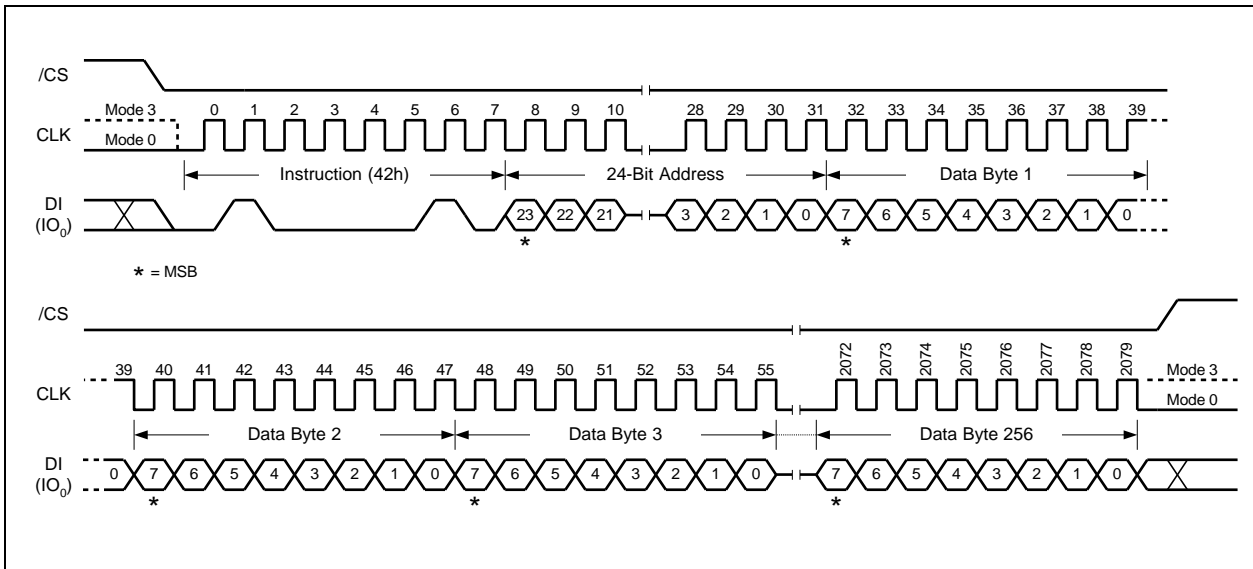 /CS
Mode 3 0 1 2 3 4 5 6 7 8 9 10 28 29 30 31 32 33 34 35 36 37 38 39
CLK Mode 0
Instruction (42h) 24-Bit Address Data Byte 1
DI
(IO0) 23 22 21 3 2 1 0 7 6 5 4 3 2 1 0
* *
* = MSB
/CS
39 40 41 42 43 44 45 46 47 48 49 50 51 52 53 54 55 2072 2073 2074 2075 2076 2077 2078 2079 Mode 3
CLK Mode 0
Data Byte 2 Data Byte 3 Data Byte 256
DI
(IO0) 0 7 6 5 4 3 2 1 0 7 6 5 4 3 2 1 0 7 6 5 4 3 2 1 0
* * *